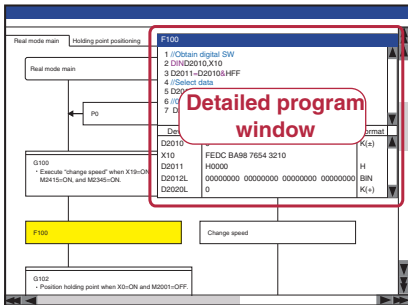 Real mode main
Holding point positioning
F100
Real mode main
1 //Obtain
digital SW
2 DIND2010,X10
3 D2011=D2010&HFF
4 //Select
data
5 D20
6 //
7 D
Detailed program
window
P0
De
ormat
D2010
K(±)
X10
FEDC BA98 7654 3210
D2011
H0000
H
D2012L
00000000 00000000 00000000 00000000
BIN
D2020L
0
K(+)
G100
・Execute “change speed” when X19=ON
M2415=ON, and M2345=ON.
F100
Change speed
G102
・Position holding point when X0=ON and M2001=OFF.